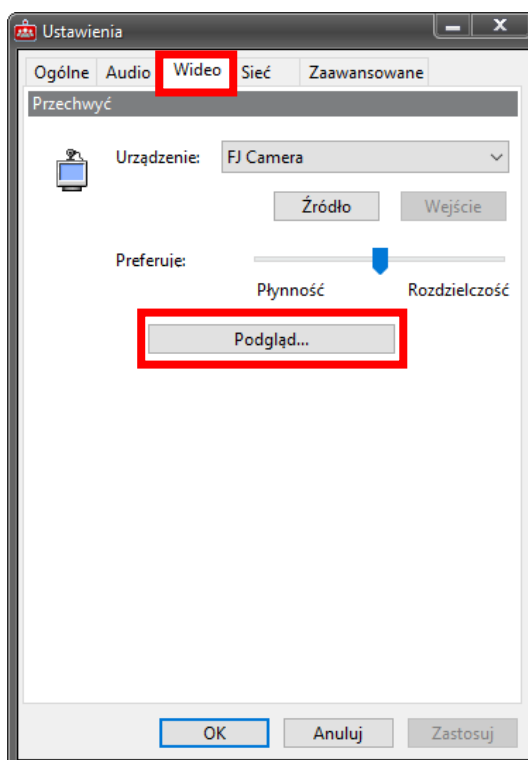 Ustawienia
Ogólne Audio Wideo Sieć Zaawansowane
Przechwyć
Urządzenie: FJ Camera
Źródło Wejście
Preferuje:
Płynność Rozdzielczość
Podgląd...
OK Anuluj Zastosuj